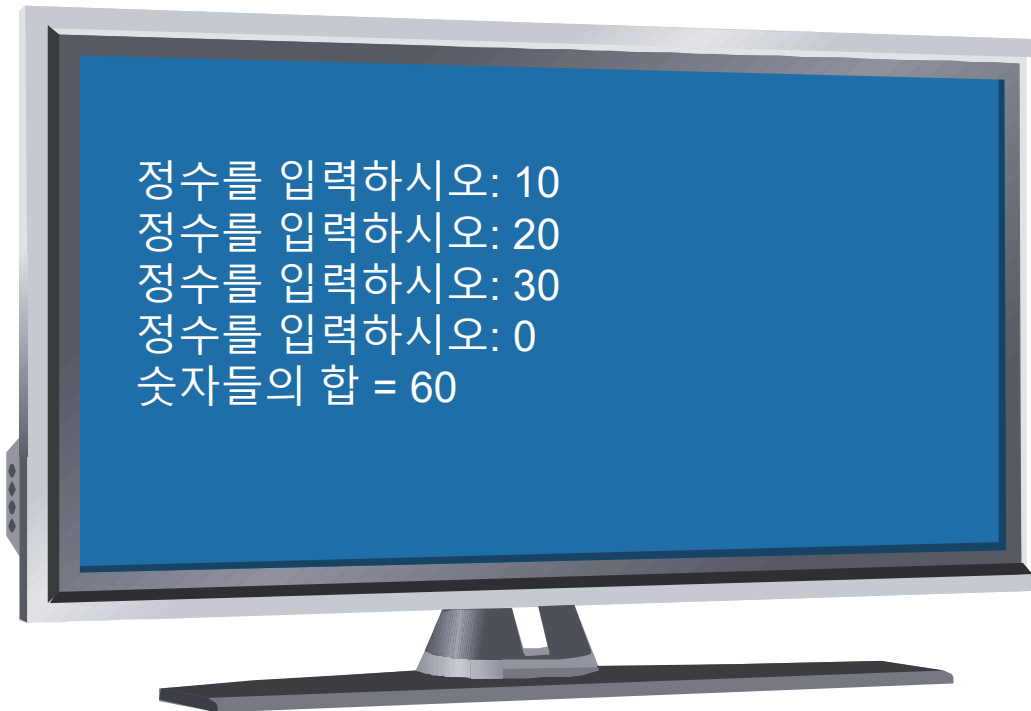 정수를 입력하시오: 10
정수를 입력하시오: 20
정수를 입력하시오: 30
정수를 입력하시오: 0
숫자들의 합 = 60